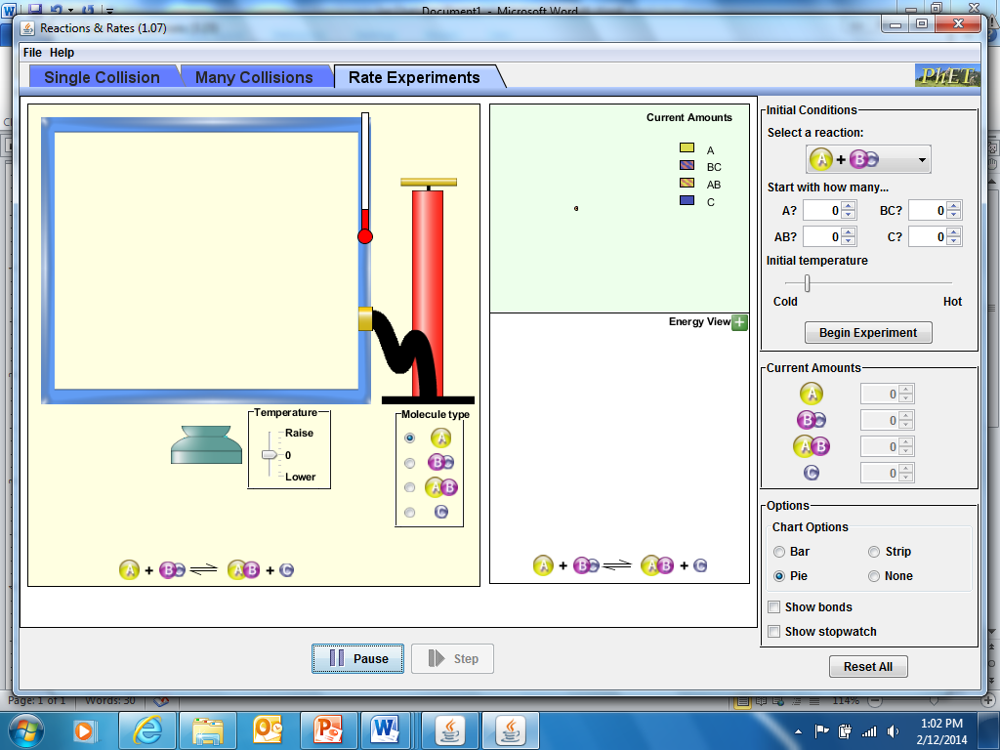 Document1 - Microsoft Word
Reactions & Rates (1.07)
File Help
Single Collision
Many Collisions
Rate Experiments
PhET
Current Amounts
A
BC
AB
C
Energy View
Temperature
Raise
0
Lower
Molecule type
A
BC
AB
C
A + BC ⇌ AB + C
A + BC ⇌ AB + C
Pause
Step
Initial Conditions
Select a reaction:
A + BC
Start with how many...
A? 0 BC? 0
AB? 0 C? 0
Initial temperature
Cold Hot
Begin Experiment
Current Amounts
A 0
BC 0
AB 0
C 0
Options
Chart Options
Bar Strip
Pie None
Show bonds
Show stopwatch
Reset All
Page: 1 of 1 Words: 30 114%
1:02 PM
2/12/2014